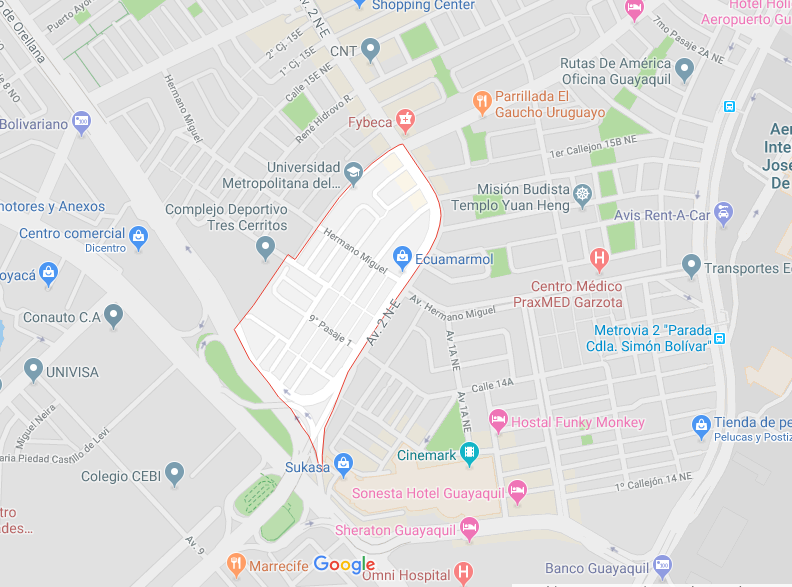 Shopping Center
Hotel Holi
Aeropuerto Gu
Puerto Ayo
de Orellana
Av. 2 NE
7mo Pasaje 2A NE
2° Cj. 15E
CNT
1° Cj. 15E
Calle 15E NE
Rutas De América
Oficina Guayaquil
e 8 NO
Hermano Miguel
Parrillada El
Gaucho Uruguayo
René Hidrovo R.
Bolivariano
Fybeca
Aer
Inte
Jose
De
1er Callejon 15B NE
Universidad
Metropolitana del...
Misión Budista
Templo Yuan Heng
motores y Anexos
Complejo Deportivo
Tres Cerritos
Avis Rent-A-Car
Centro comercial
Dicentro
Hermano Miguel
Ecuamarmol
oyacá
Transportes Ec
Centro Médico
PraxMED Garzota
Conauto C.A
Av. Hermano Miguel
9° Pasaje 1
Av. 2 N-E
Av 1A NE
Metrovia 2 "Parada
Cdla. Simón Bolívar"
UNIVISA
Calle 14A
Av 1A NE
Miguel Neira
Hostal Funky Monkey
Tienda de pe
Pelucas y Postiz
aria Piedad Castillo de Levi
Cinemark
Sukasa
Colegio CEBI
1° Callejón 14 NE
Sonesta Hotel Guayaquil
tro
des...
Sheraton Guayaquil
Av. 9
Marrecife
Google
Omni Hospital
Banco Guayaquil